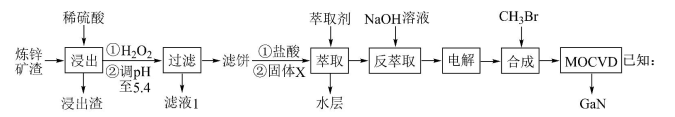 稀硫酸 萃取剂 NaOH溶液 CH₃Br
炼锌矿渣 浸出 ①H₂O₂ ②调pH至5.4 过滤 滤饼 ①盐酸 ②固体X 萃取 反萃取 电解 合成 MOCVD 已知：
浸出渣 滤液1 水层 GaN